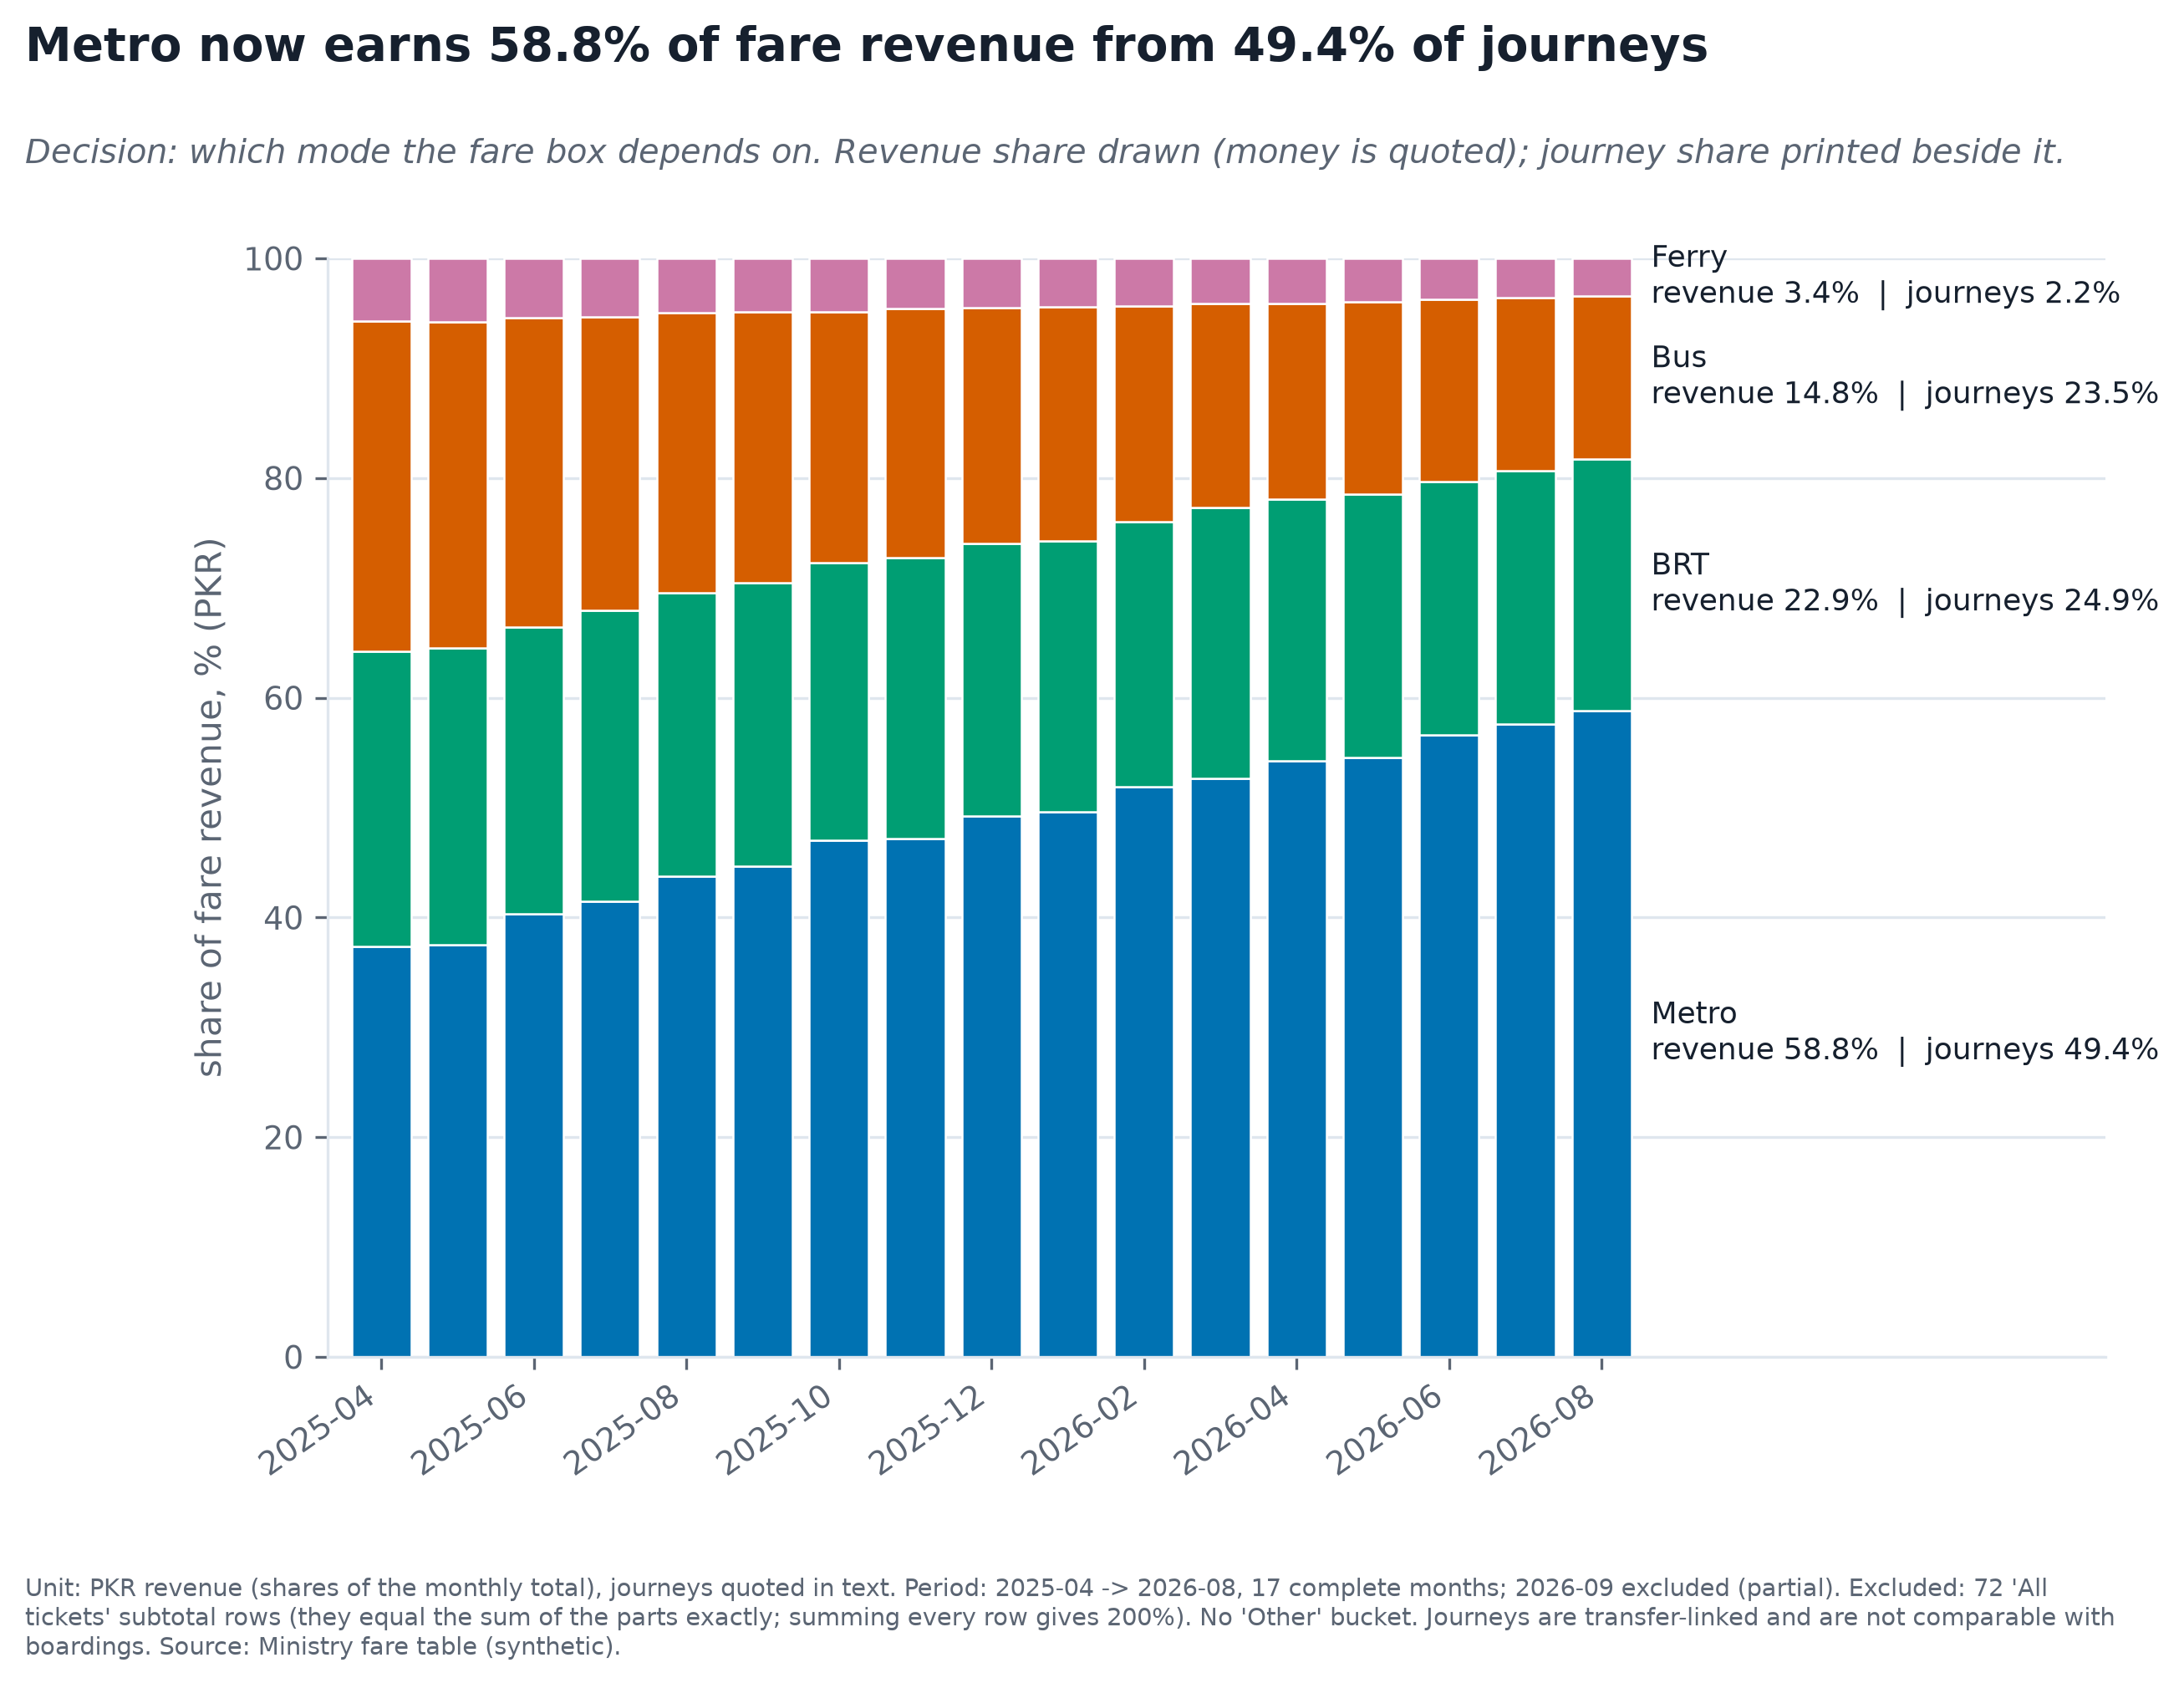 Metro now earns 58.8% of fare revenue from 49.4% of journeys
Decision: which mode the fare box depends on. Revenue share drawn (money is quoted); journey share printed beside it.
share of fare revenue, % (PKR)
100
80
60
40
20
0
Ferry
revenue 3.4% | journeys 2.2%
Bus
revenue 14.8% | journeys 23.5%
BRT
revenue 22.9% | journeys 24.9%
Metro
revenue 58.8% | journeys 49.4%
2025-04
2025-06
2025-08
2025-10
2025-12
2026-02
2026-04
2026-06
2026-08
Unit: PKR revenue (shares of the monthly total), journeys quoted in text. Period: 2025-04 -> 2026-08, 17 complete months; 2026-09 excluded (partial). Excluded: 72 'All
tickets' subtotal rows (they equal the sum of the parts exactly; summing every row gives 200%). No 'Other' bucket. Journeys are transfer-linked and are not comparable with
boardings. Source: Ministry fare table (synthetic).